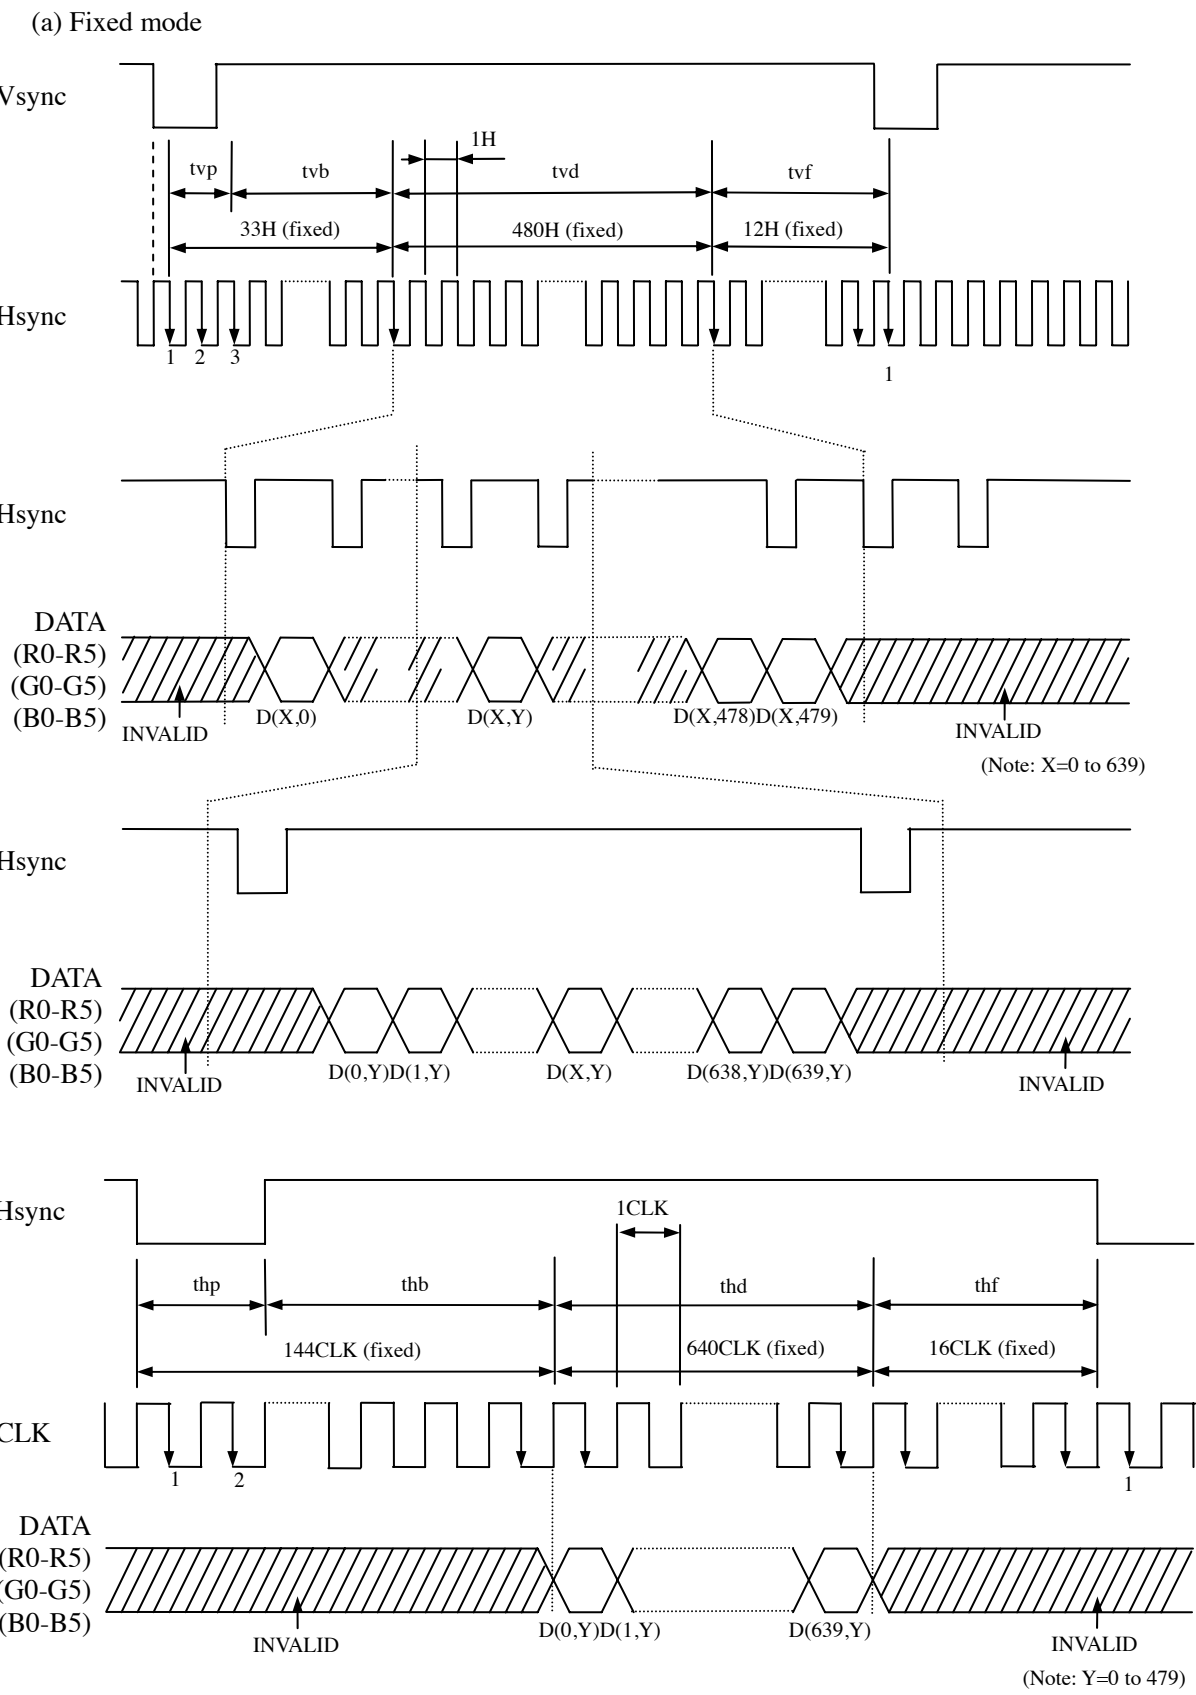 (a) Fixed mode
Vsync
1H
tvp tvb tvd tvf
33H (fixed) 480H (fixed) 12H (fixed)
Hsync
1 2 3 1
Hsync
DATA
(R0-R5)
(G0-G5)
(B0-B5)
D(X,0) D(X,Y) D(X,478)D(X,479)
INVALID INVALID
(Note: X=0 to 639)
Hsync
DATA
(R0-R5)
(G0-G5)
(B0-B5)
D(0,Y)D(1,Y) D(X,Y) D(638,Y)D(639,Y)
INVALID INVALID
Hsync
1CLK
thp thb thd thf
144CLK (fixed) 640CLK (fixed) 16CLK (fixed)
CLK
1 2 1
DATA
(R0-R5)
(G0-G5)
(B0-B5)
D(0,Y)D(1,Y) D(639,Y)
INVALID INVALID
(Note: Y=0 to 479)